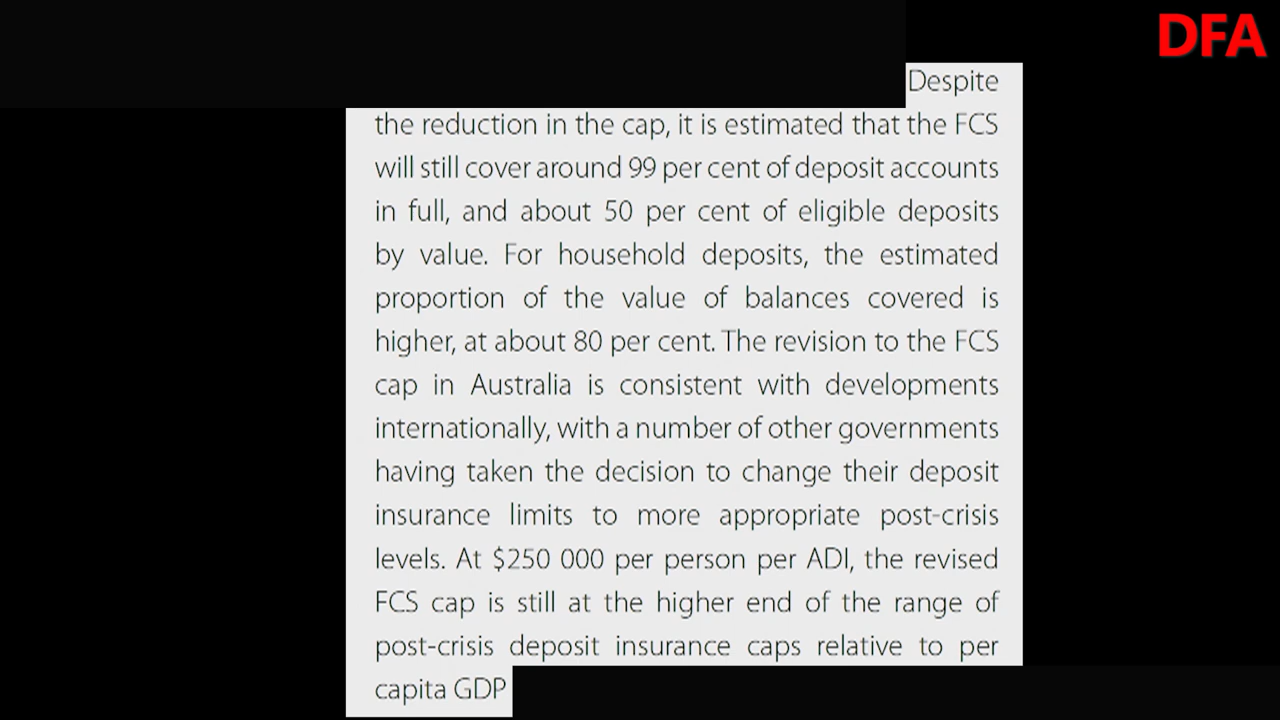 DFA
Despite
the reduction in the cap, it is estimated that the FCS
will still cover around 99 per cent of deposit accounts
in full, and about 50 per cent of eligible deposits
by value. For household deposits, the estimated
proportion of the value of balances covered is
higher, at about 80 per cent. The revision to the FCS
cap in Australia is consistent with developments
internationally, with a number of other governments
having taken the decision to change their deposit
insurance limits to more appropriate post-crisis
levels. At $250 000 per person per ADI, the revised
FCS cap is still at the higher end of the range of
post-crisis deposit insurance caps relative to per
capita GDP